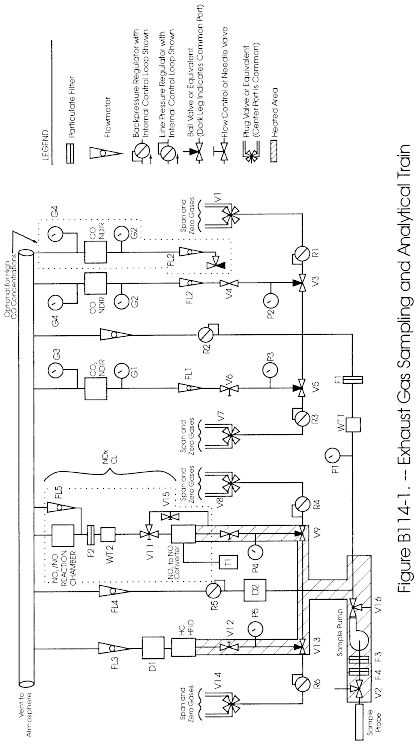 Vent to
Atmosphere
Optional for High
CO Concentrations
NOx
CL
G4
G4
G3
FL5
CO
NDIR
CO
NDIR
CO₂
NDIR
NO₂/NO
REACTION
CHAMBER
G2
G2
G1
F2
WT2
FL3
FL4
FL1
FL2
FL2
D1
HC
HFID
NO₂ to NO
Converter
V11
V15
R5
R2
V6
V4
D2
T1
V12
P5
P4
P3
P2
V14
V8
V7
V1
Span and
Zero Gases
Span and
Zero Gases
Span and
Zero Gases
Span and
Zero Gases
R6
V13
V9
R4
R3
V5
V3
R1
P1
WT1
F1
Sample
Probe
V2
F4
F3
Sample Pump
V16
LEGEND
Particulate Filter
Flowmeter
Backpressure Regulator with
Internal Control Loop Shown
Line Pressure Regulator with
Internal Control Loop Shown
Ball Valve or Equivalent
(Dark Leg Indicates Common Port)
Flow Control or Needle Valve
Plug Valve or Equivalent
(Center Port is Common)
Heated Area
Figure B114-1. -- Exhaust Gas Sampling and Analytical Train